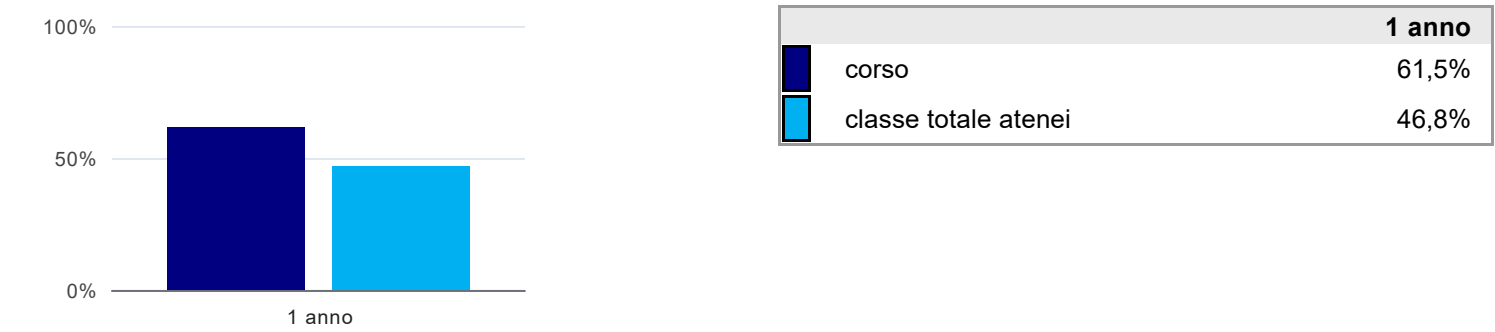 100%
50%
0%
1 anno
1 anno
corso 61,5%
classe totale atenei 46,8%